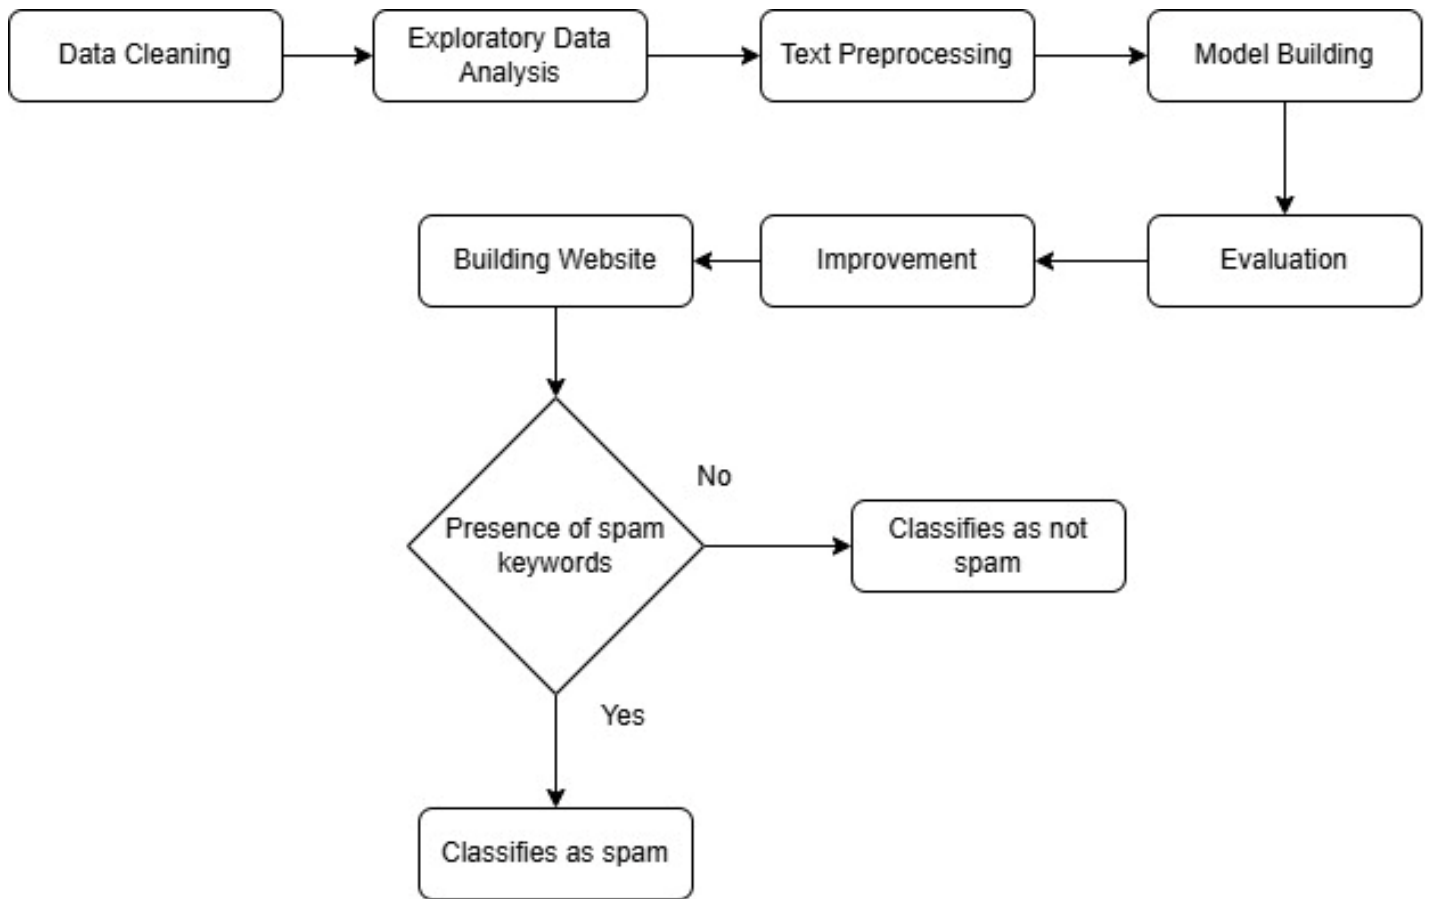 Data Cleaning
Exploratory Data
Analysis
Text Preprocessing
Model Building
Building Website
Improvement
Evaluation
No
Presence of spam
keywords
Classifies as not
spam
Yes
Classifies as spam